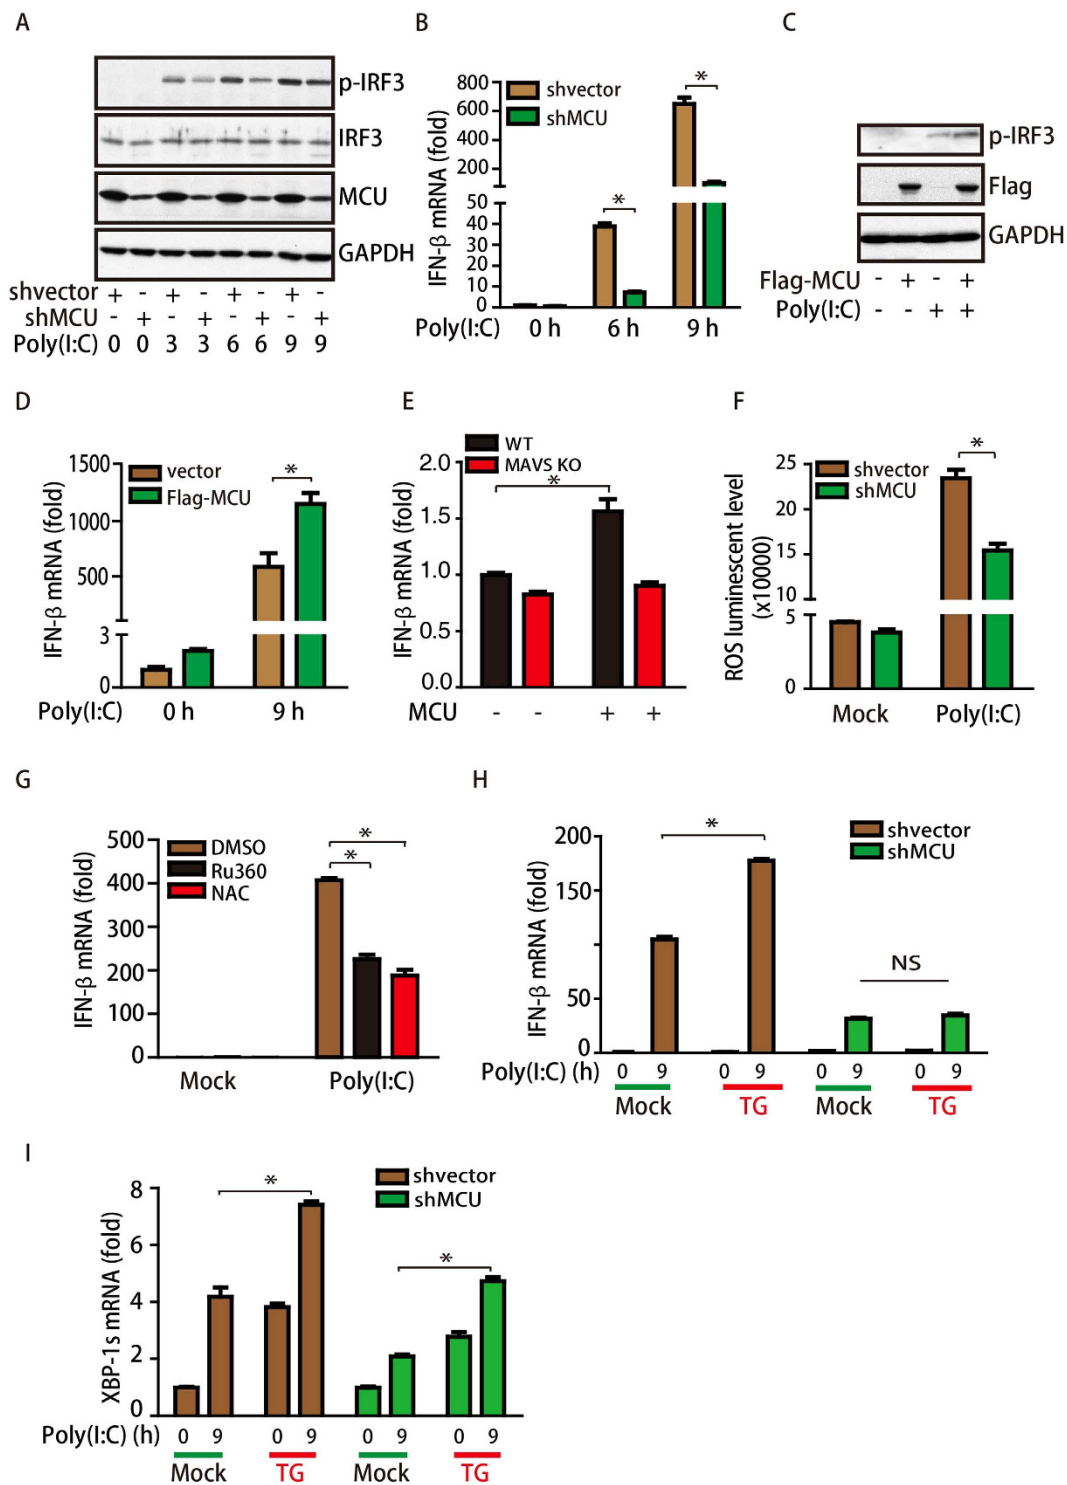 A
p-IRF3
IRF3
MCU
GAPDH
shvector + - + - + - + -
shMCU - + - + - + - +
Poly(I:C) 0 0 3 3 6 6 9 9
B
IFN-β mRNA (fold)
800
600
400
200
50
40
30
20
10
0
shvector
shMCU
*
*
Poly(I:C) 0 h 6 h 9 h
C
p-IRF3
Flag
GAPDH
Flag-MCU - + - +
Poly(I:C) - - + +
D
IFN-β mRNA (fold)
1500
1000
500
3
0
vector
Flag-MCU
*
Poly(I:C) 0 h 9 h
E
WT
MAVS KO
IFN-β mRNA (fold)
2.0
1.5
1.0
0.5
0.0
*
MCU - - + +
F
ROS luminescent level
(x10000)
25
20
15
10
5
0
shvector
shMCU
*
Mock Poly(I:C)
G
IFN-β mRNA (fold)
500
400
300
200
100
0
DMSO
Ru360
NAC
*
*
Mock Poly(I:C)
H
shvector
shMCU
IFN-β mRNA (fold)
200
150
50
0
*
NS
Poly(I:C) (h) 0 9 0 9 0 9 0 9
Mock TG Mock TG
I
shvector
shMCU
XBP-1s mRNA (fold)
8
6
4
2
0
*
*
Poly(I:C) (h) 0 9 0 9 0 9 0 9
Mock TG Mock TG